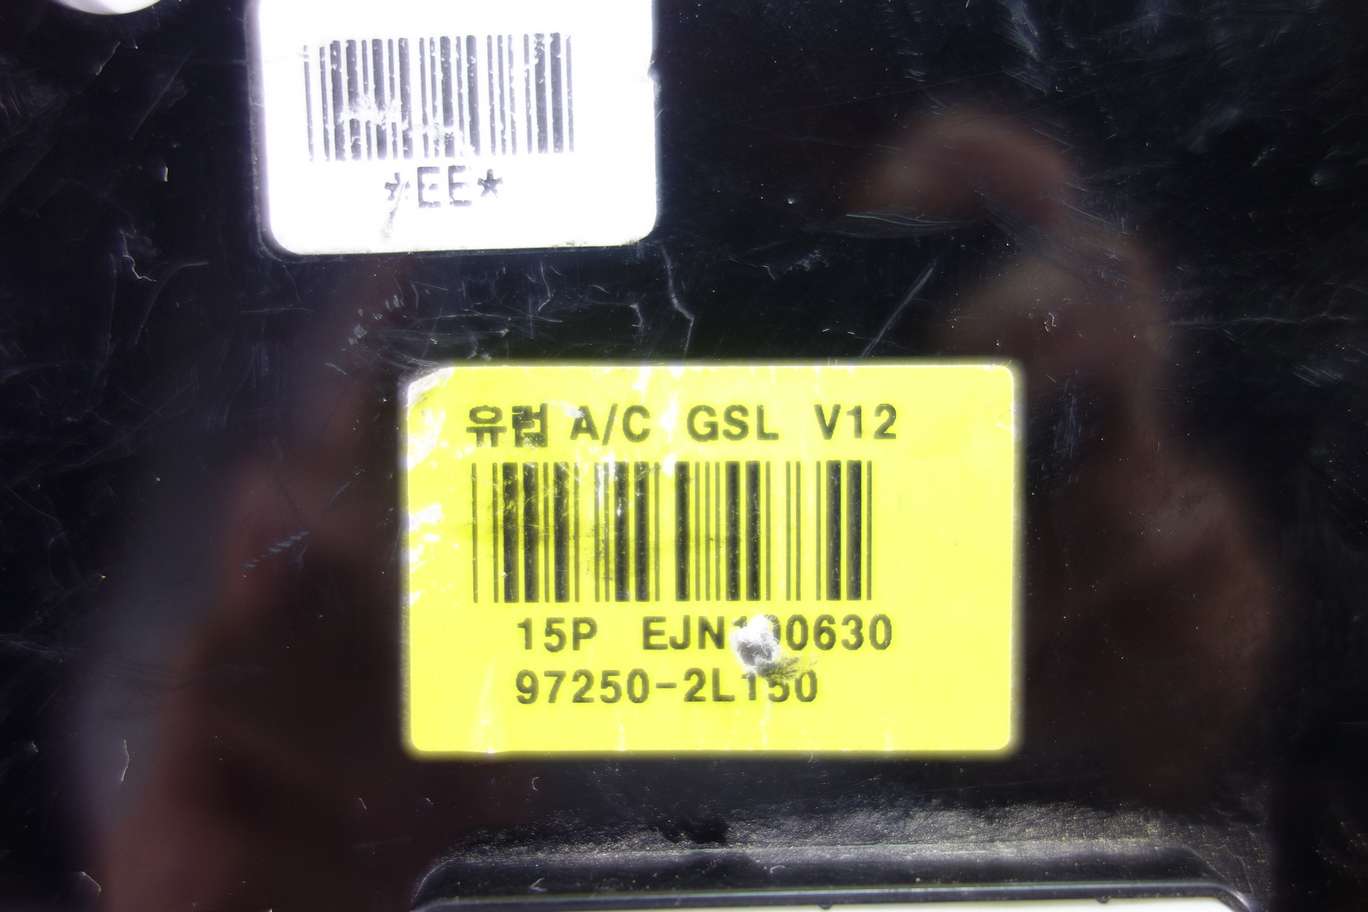 *EE*
유럽 A/C GSL V12
15P
97250-2L150